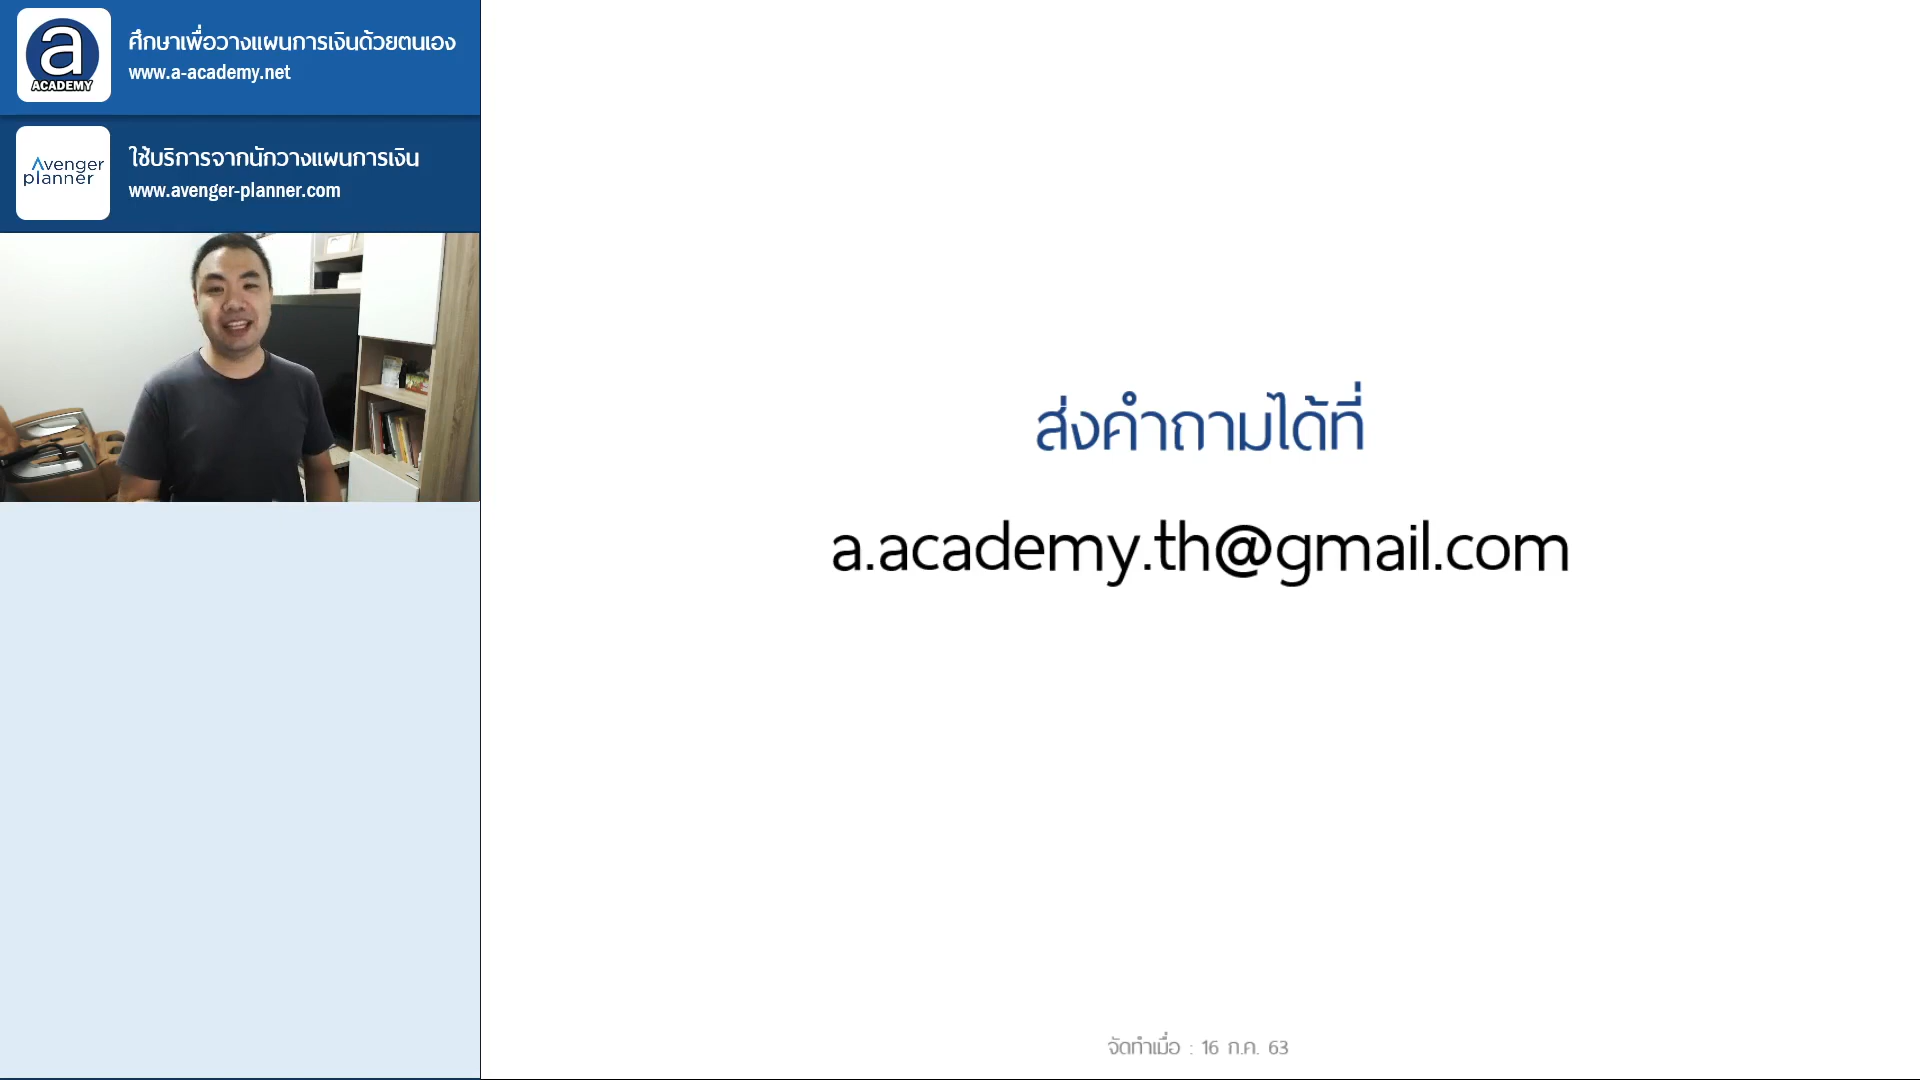 a
ACADEMY
ศึกษาเพื่อวางแผนการเงินด้วยตนเอง
www.a-academy.net
Avenger
planner
ใช้บริการจากนักวางแผนการเงิน
www.avenger-planner.com
ส่งคำถามได้ที่
a.academy.th@gmail.com
จัดทำเมื่อ : 16 ก.ค. 63